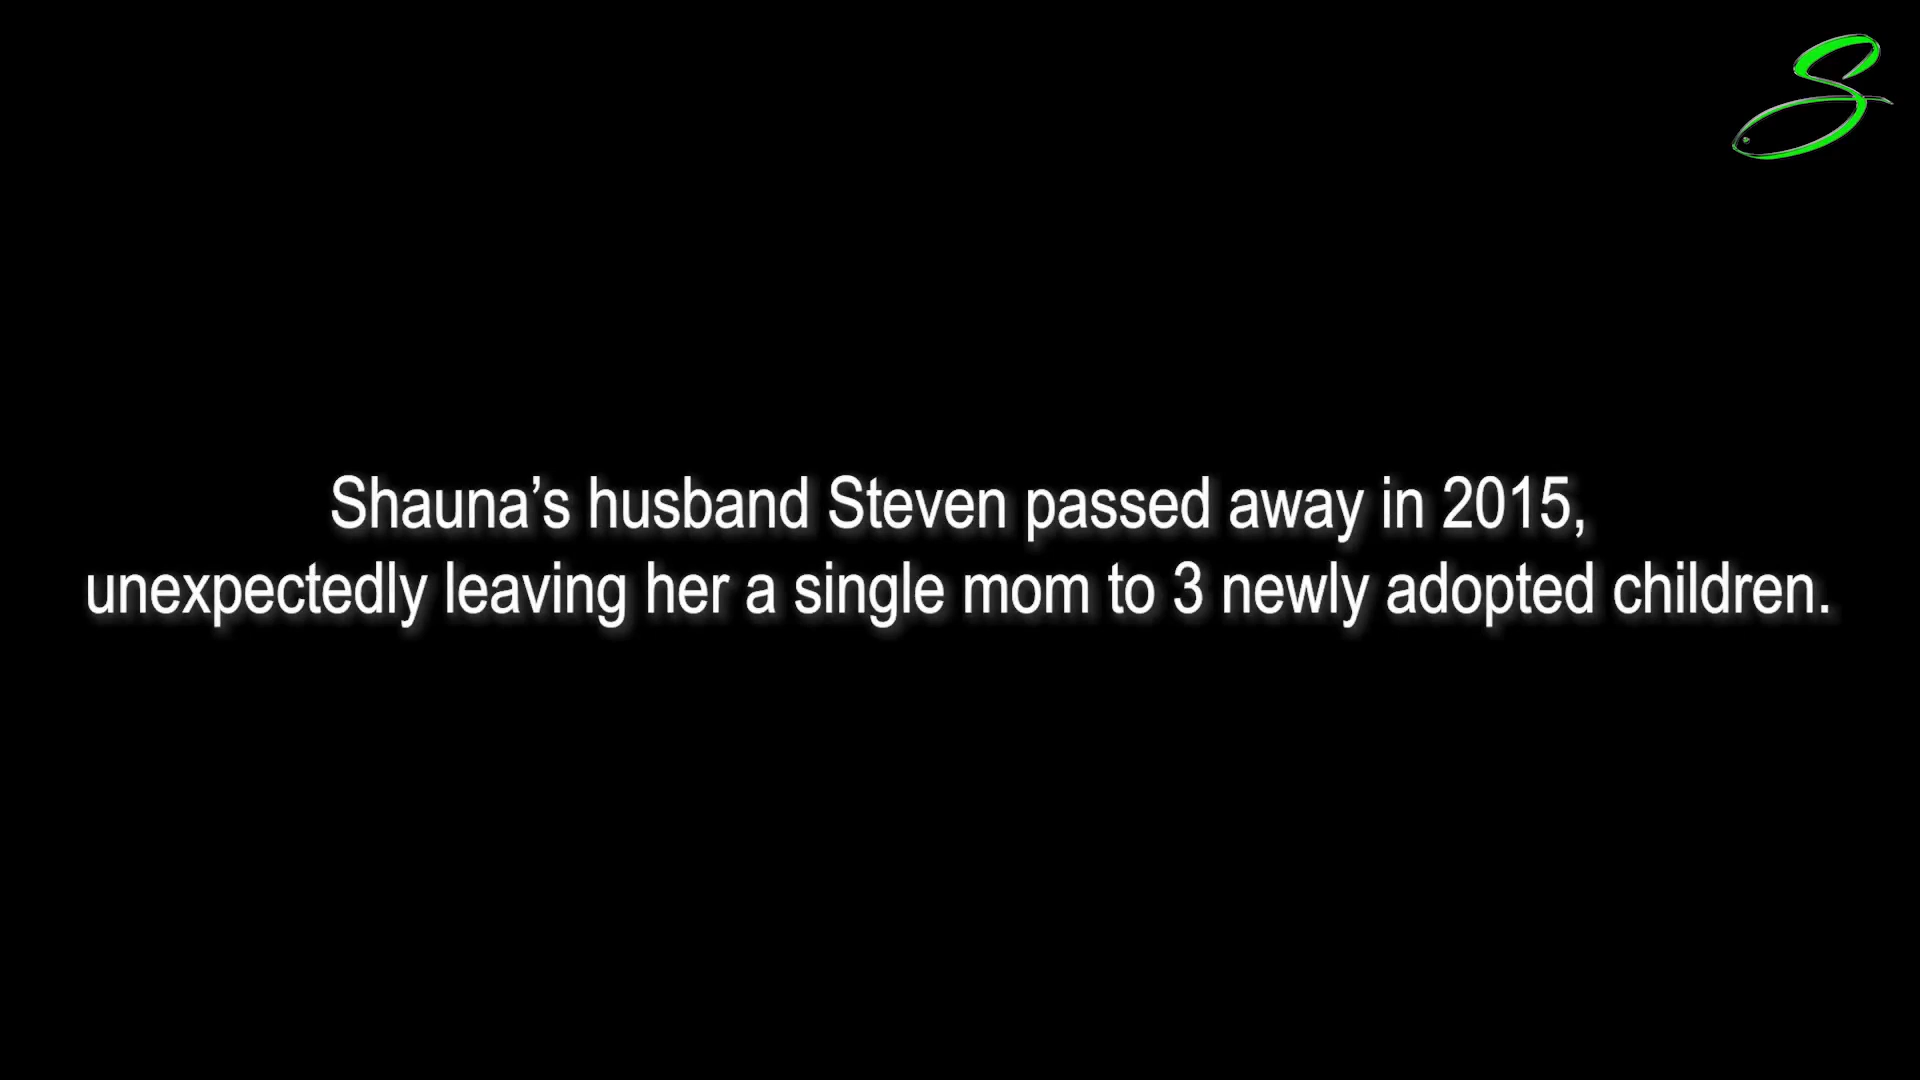 S
Shauna’s husband Steven passed away in 2015,
unexpectedly leaving her a single mom to 3 newly adopted children.